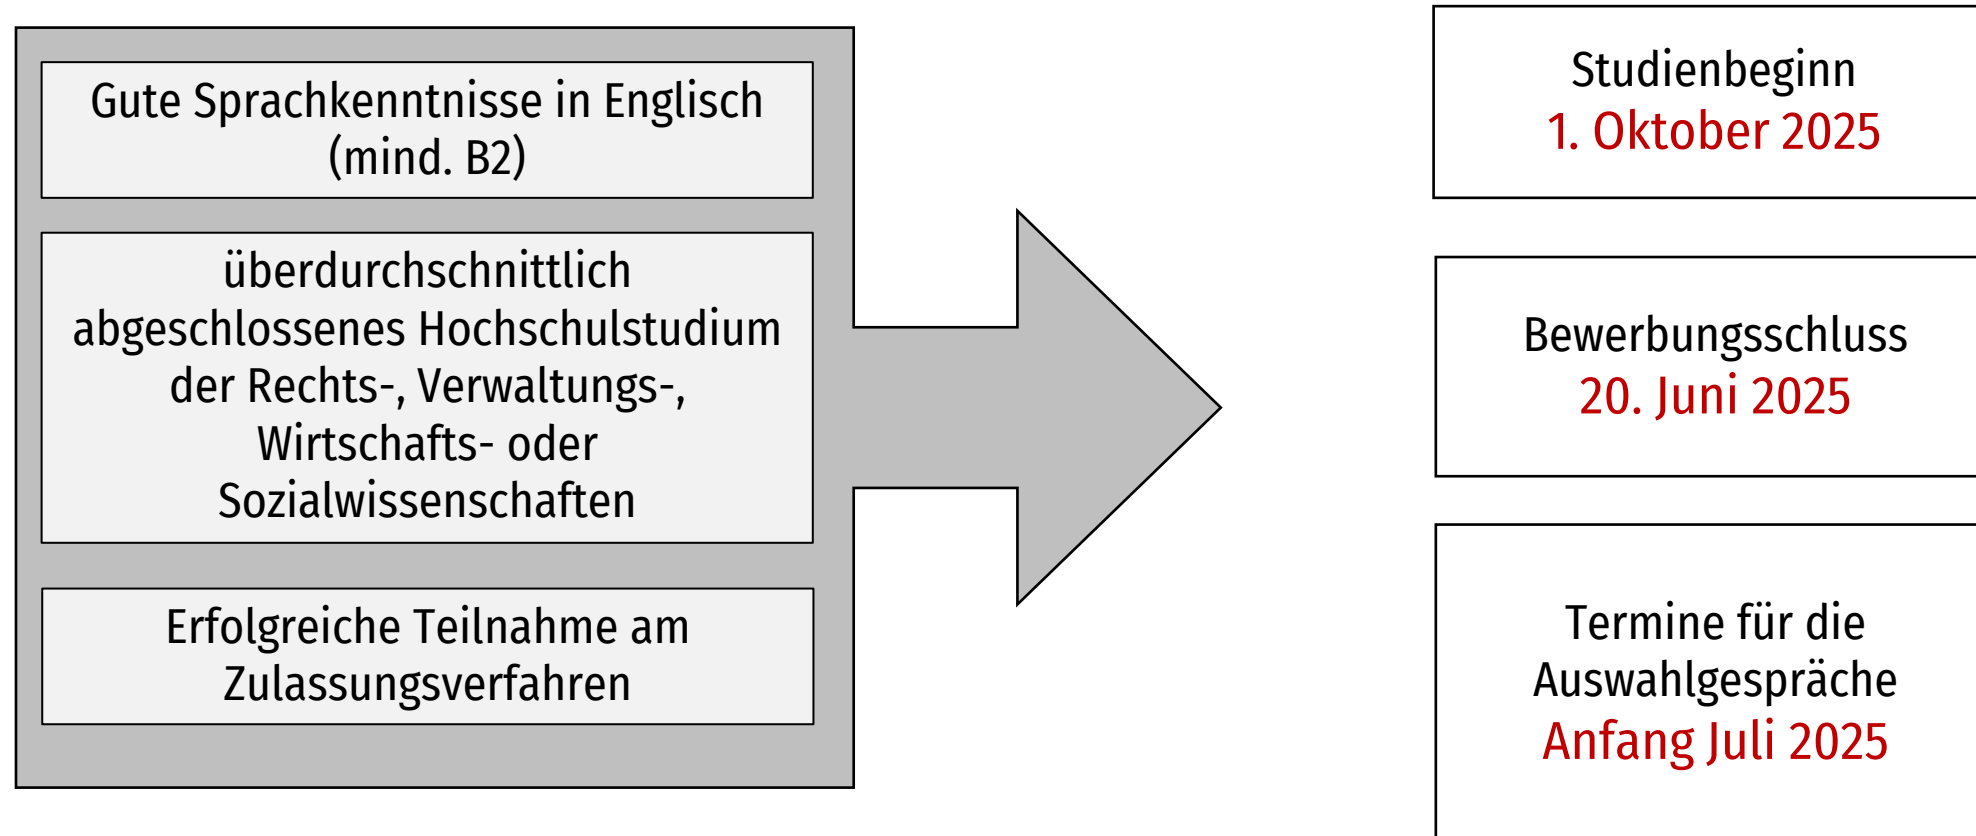 Gute Sprachkenntnisse in Englisch
(mind. B2)
überdurchschnittlich
abgeschlossenes Hochschulstudium
der Rechts-, Verwaltungs-,
Wirtschafts- oder
Sozialwissenschaften
Erfolgreiche Teilnahme am
Zulassungsverfahren
Studienbeginn
1. Oktober 2025
Bewerbungsschluss
20. Juni 2025
Termine für die
Auswahlgespräche
Anfang Juli 2025